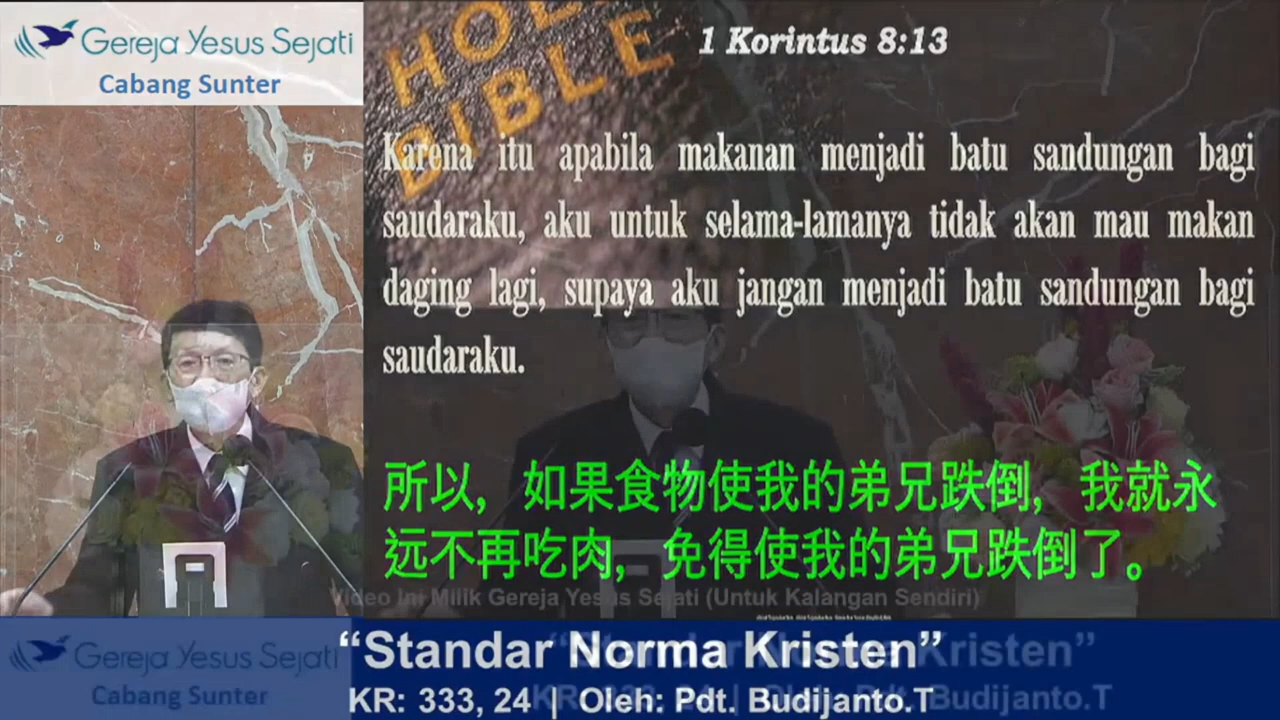 Gereja Yesus Sejati
Cabang Sunter
HOLY
BIBLE
1 Korintus 8:13
Karena itu apabila makanan menjadi batu sandungan bagi
saudaraku, aku untuk selama-lamanya tidak akan mau makan
daging lagi, supaya aku jangan menjadi batu sandungan bagi
saudaraku.
所以，如果食物使我的弟兄跌倒，我就永
远不再吃肉，免得使我的弟兄跌倒了。
Video Ini Milik Gereja Yesus Sejati (Untuk Kalangan Sendiri)
Gereja Yesus Sejati
Cabang Sunter
“Standar Norma Kristen”
KR: 333, 24 | Oleh: Pdt. Budijanto.T